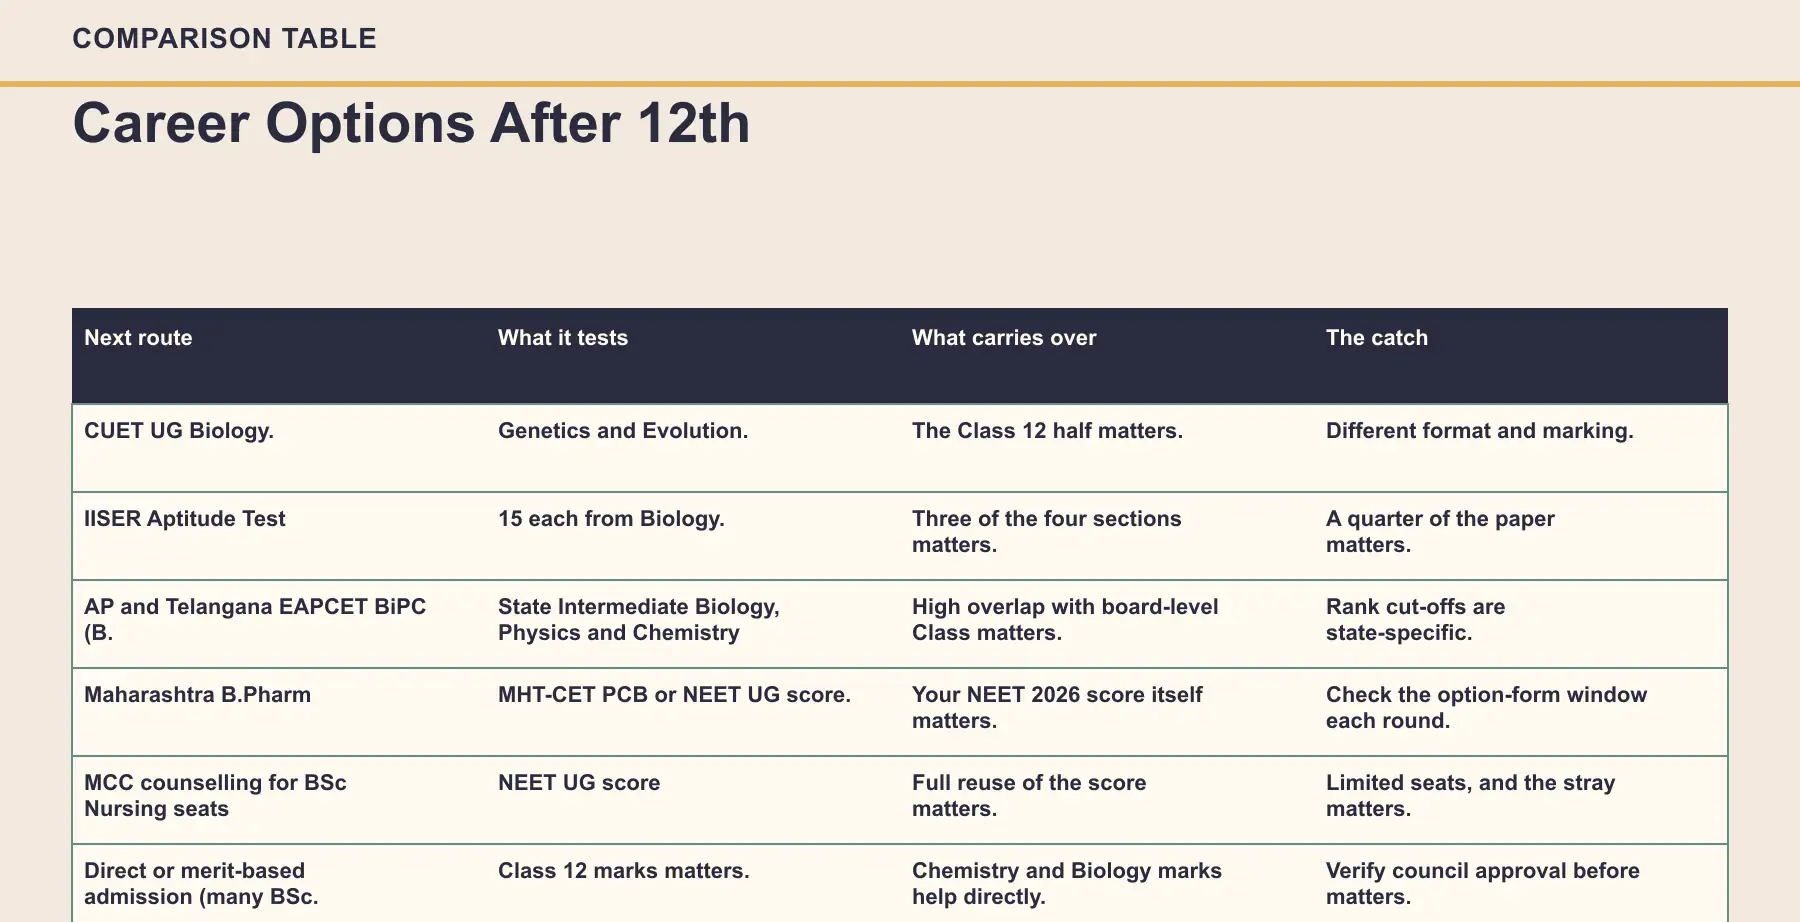 COMPARISON TABLE
Career Options After 12th
Next route What it tests What carries over The catch
CUET UG Biology. Genetics and Evolution. The Class 12 half matters. Different format and marking.
IISER Aptitude Test 15 each from Biology. Three of the four sections A quarter of the paper
matters. matters.
AP and Telangana EAPCET BiPC State Intermediate Biology, High overlap with board-level Rank cut-offs are
(B. Physics and Chemistry Class matters. state-specific.
Maharashtra B.Pharm MHT-CET PCB or NEET UG score. Your NEET 2026 score itself Check the option-form window
matters. each round.
MCC counselling for BSc NEET UG score Full reuse of the score Limited seats, and the stray
Nursing seats matters. matters.
Direct or merit-based Class 12 marks matters. Chemistry and Biology marks Verify council approval before
admission (many BSc. help directly. matters.